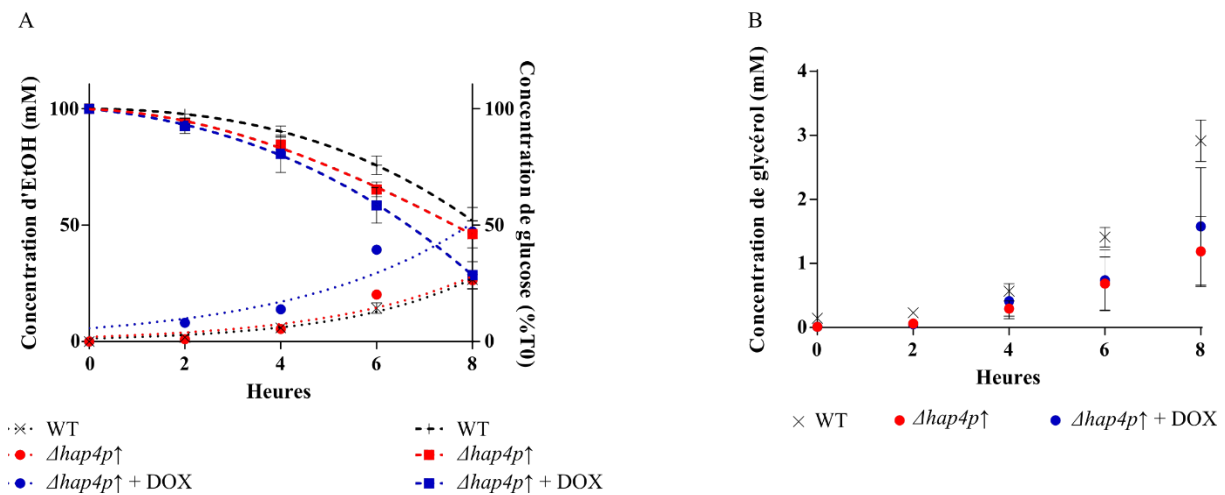 A
B
Concentration d'EtOH (mM)
100
50
0
Concentration de glucose (%T0)
100
50
0
0 2 4 6 8
Heures
WT
Δhap4p↑
Δhap4p↑ + DOX
WT
Δhap4p↑
Δhap4p↑ + DOX
Concentration de glycérol (mM)
4
3
2
1
0
0 2 4 6 8
Heures
WT Δhap4p↑ Δhap4p↑ + DOX